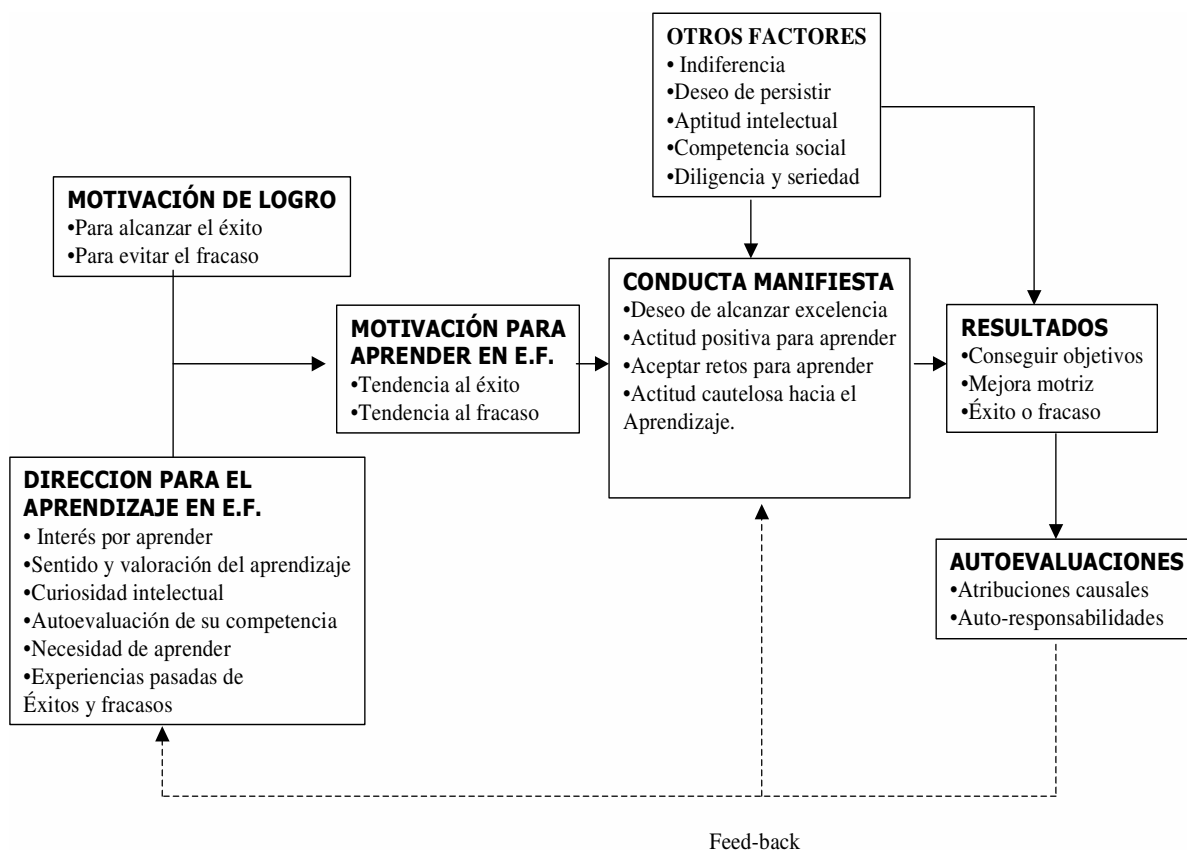 OTROS FACTORES
• Indiferencia
•Deseo de persistir
•Aptitud intelectual
•Competencia social
•Diligencia y seriedad
MOTIVACIÓN DE LOGRO
•Para alcanzar el éxito
•Para evitar el fracaso
MOTIVACIÓN PARA
APRENDER EN E.F.
•Tendencia al éxito
•Tendencia al fracaso
CONDUCTA MANIFIESTA
•Deseo de alcanzar excelencia
•Actitud positiva para aprender
•Aceptar retos para aprender
•Actitud cautelosa hacia el
Aprendizaje.
RESULTADOS
•Conseguir objetivos
•Mejora motriz
•Éxito o fracaso
DIRECCION PARA EL
APRENDIZAJE EN E.F.
• Interés por aprender
•Sentido y valoración del aprendizaje
•Curiosidad intelectual
•Autoevaluación de su competencia
•Necesidad de aprender
•Experiencias pasadas de
Éxitos y fracasos
AUTOEVALUACIONES
•Atribuciones causales
•Auto-responsabilidades
Feed-back